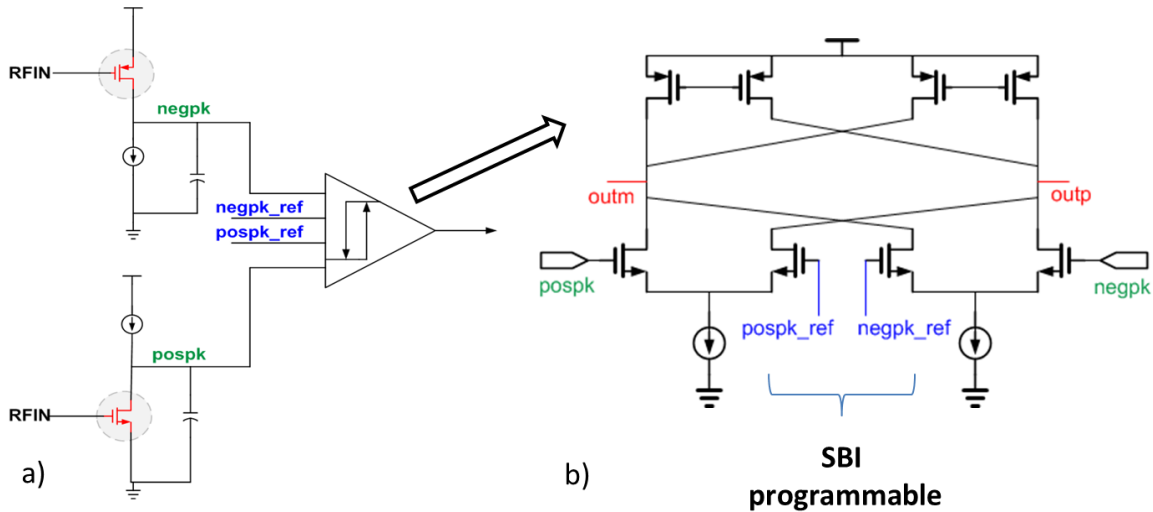 RFIN
negpk
negpk_ref
pospk_ref
pospk
RFIN
a)
outm
outp
pospk
negpk
pospk_ref
negpk_ref
b)
SBI
programmable